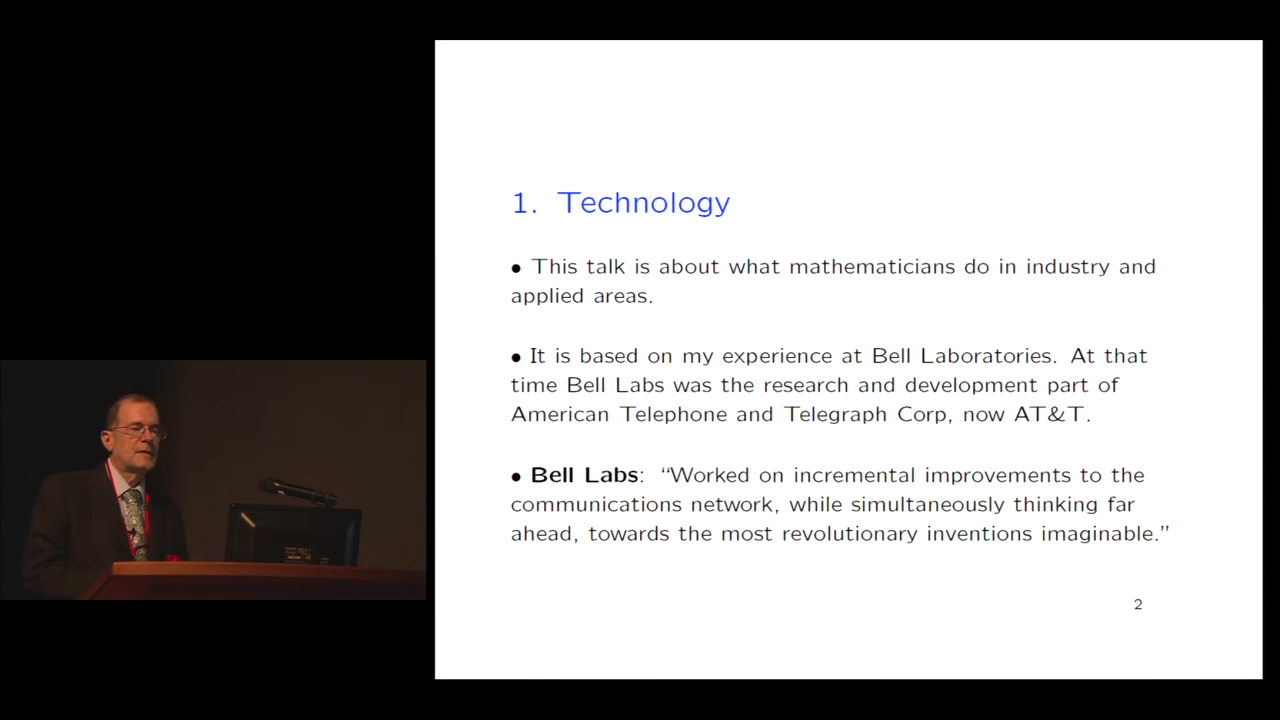 1. Technology
• This talk is about what mathematicians do in industry and
applied areas.
• It is based on my experience at Bell Laboratories. At that
time Bell Labs was the research and development part of
American Telephone and Telegraph Corp, now AT&T.
• Bell Labs: “Worked on incremental improvements to the
communications network, while simultaneously thinking far
ahead, towards the most revolutionary inventions imaginable.”
2